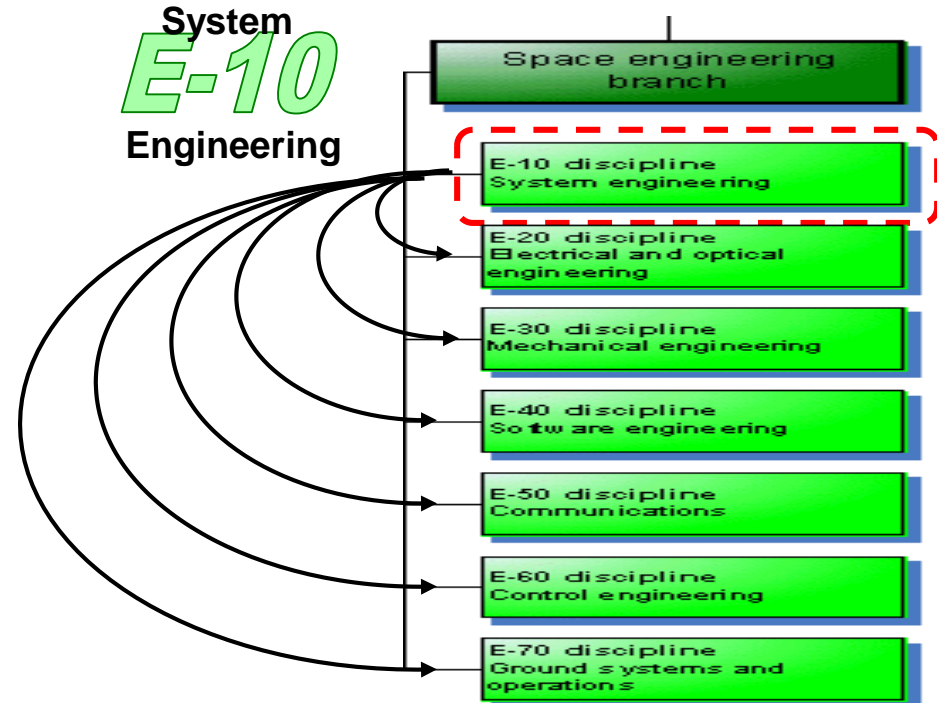 System
E-10
Engineering
Space engineering
branch
E-10 discipline
System engineering
E-20 discipline
Electrical and optical
engineering
E-30 discipline
Mechanical engineering
E-40 discipline
Software engineering
E-50 discipline
Communications
E-60 discipline
Control engineering
E-70 discipline
Ground systems and
operations